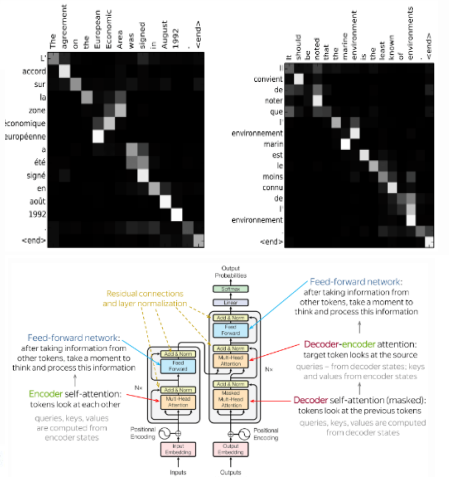 The
agreement
on
the
European
Economic
Area
was
signed
in
August
1992
.
<end>
L'
accord
sur
la
zone
économique
européenne
a
été
signé
en
août
1992
.
<end>
It
should
be
noted
that
the
marine
environment
is
the
least
known
of
environments
.
<end>
Il
convient
de
noter
que
l'
environnement
marin
est
le
moins
connu
de
l'
environnement
.
<end>
Output
Probabilities
Softmax
Linear
Residual connections
and layer normalization
Feed-forward network:
after taking information from
other tokens, take a moment to
think and process this information
Encoder self-attention:
tokens look at each other
queries, keys, values
are computed from
encoder states
Add & Norm
Feed
Forward
Nx
Add & Norm
Multi-Head
Attention
Positional
Encoding
Input
Embedding
Inputs
Add & Norm
Feed
Forward
Add & Norm
Multi-Head
Attention
Nx
Add & Norm
Masked
Multi-Head
Attention
Positional
Encoding
Output
Embedding
Outputs
Feed-forward network:
after taking information from
other tokens, take a moment to
think and process this information
Decoder-encoder attention:
target token looks at the source
queries – from decoder states; keys
and values from encoder states
Decoder self-attention (masked):
tokens look at the previous tokens
queries, keys, values are computed
from decoder states